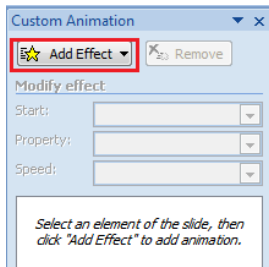 Custom Animation
Add Effect Remove
Modify effect
Start:
Property:
Speed:
Select an element of the slide, then
click "Add Effect" to add animation.